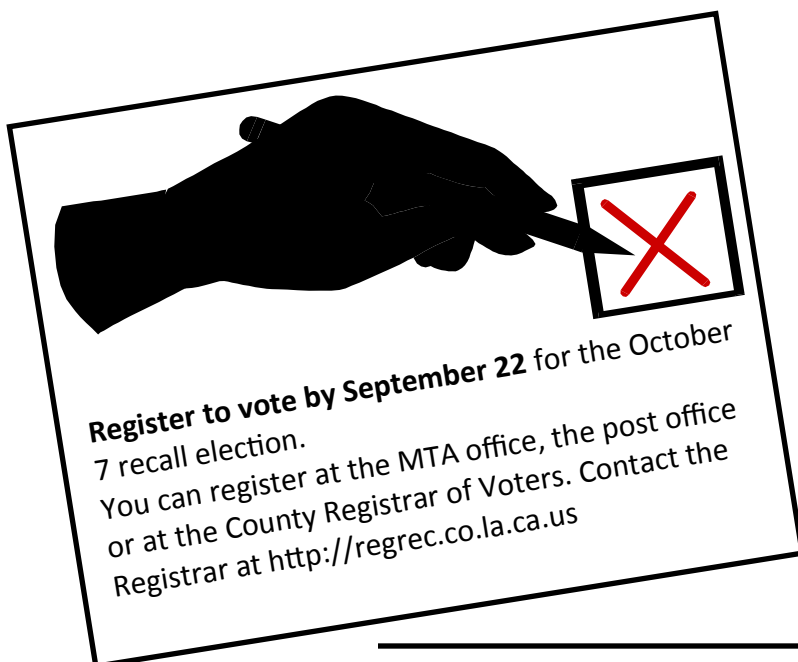 Register to vote by September 22 for the October
7 recall election.
You can register at the MTA office, the post office
or at the County Registrar of Voters. Contact the
Registrar at http://regrec.co.la.ca.us